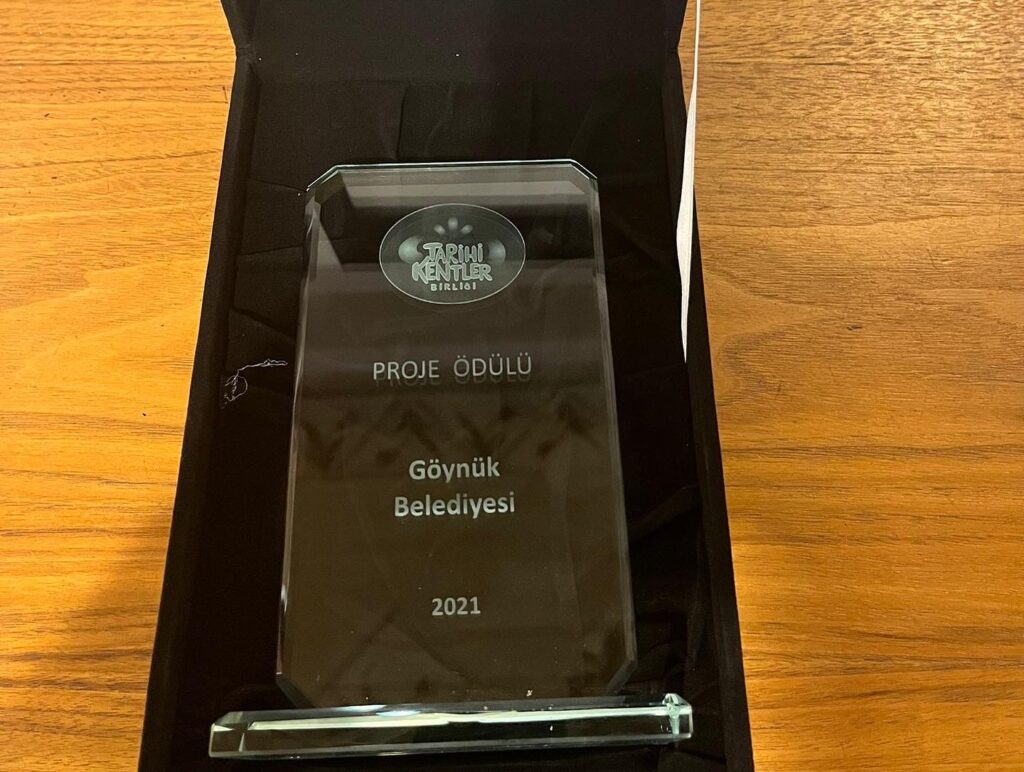 TARİHİ
KENTLER
BİRLİĞİ
PROJE ÖDÜLÜ
Göynük
Belediyesi
2021